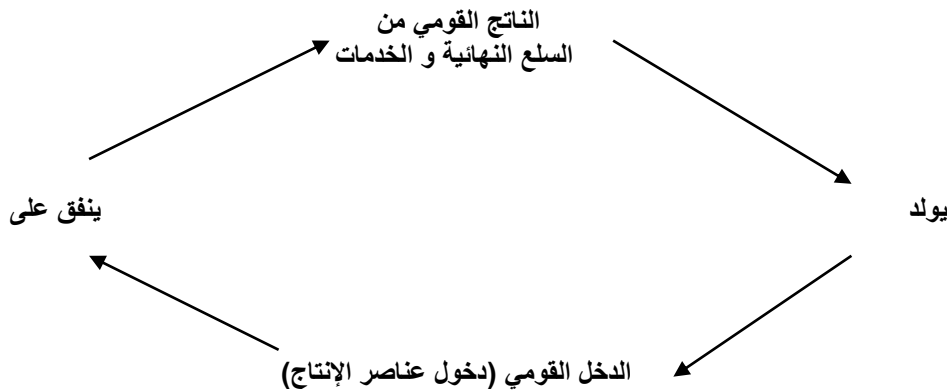 الناتج القومي من
السلع النهائية و الخدمات
يولد
ينفق على
الدخل القومي (دخول عناصر الإنتاج)